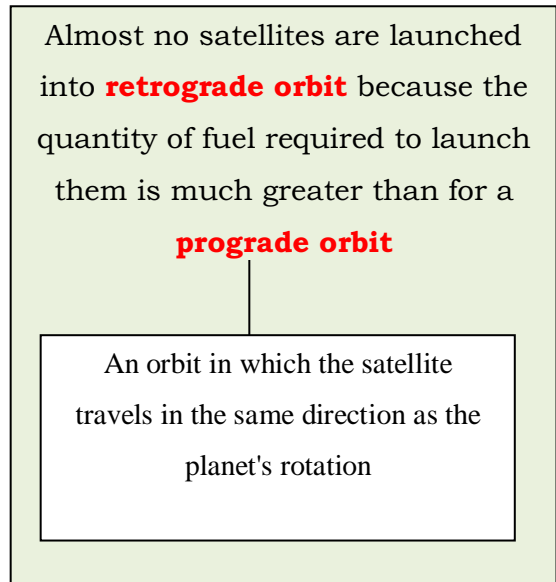 Almost no satellites are launched
into retrograde orbit because the
quantity of fuel required to launch
them is much greater than for a
prograde orbit
An orbit in which the satellite
travels in the same direction as the
planet's rotation